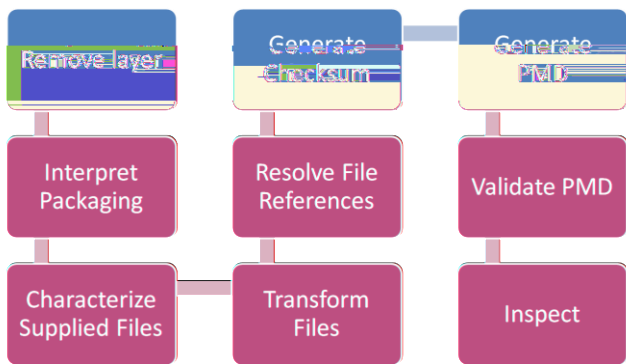 Remove layer
Interpret
Packaging
Characterize
Supplied Files
Transform
Files
Resolve File
References
Generate
Checksum
Generate
PMD
Validate PMD
Inspect